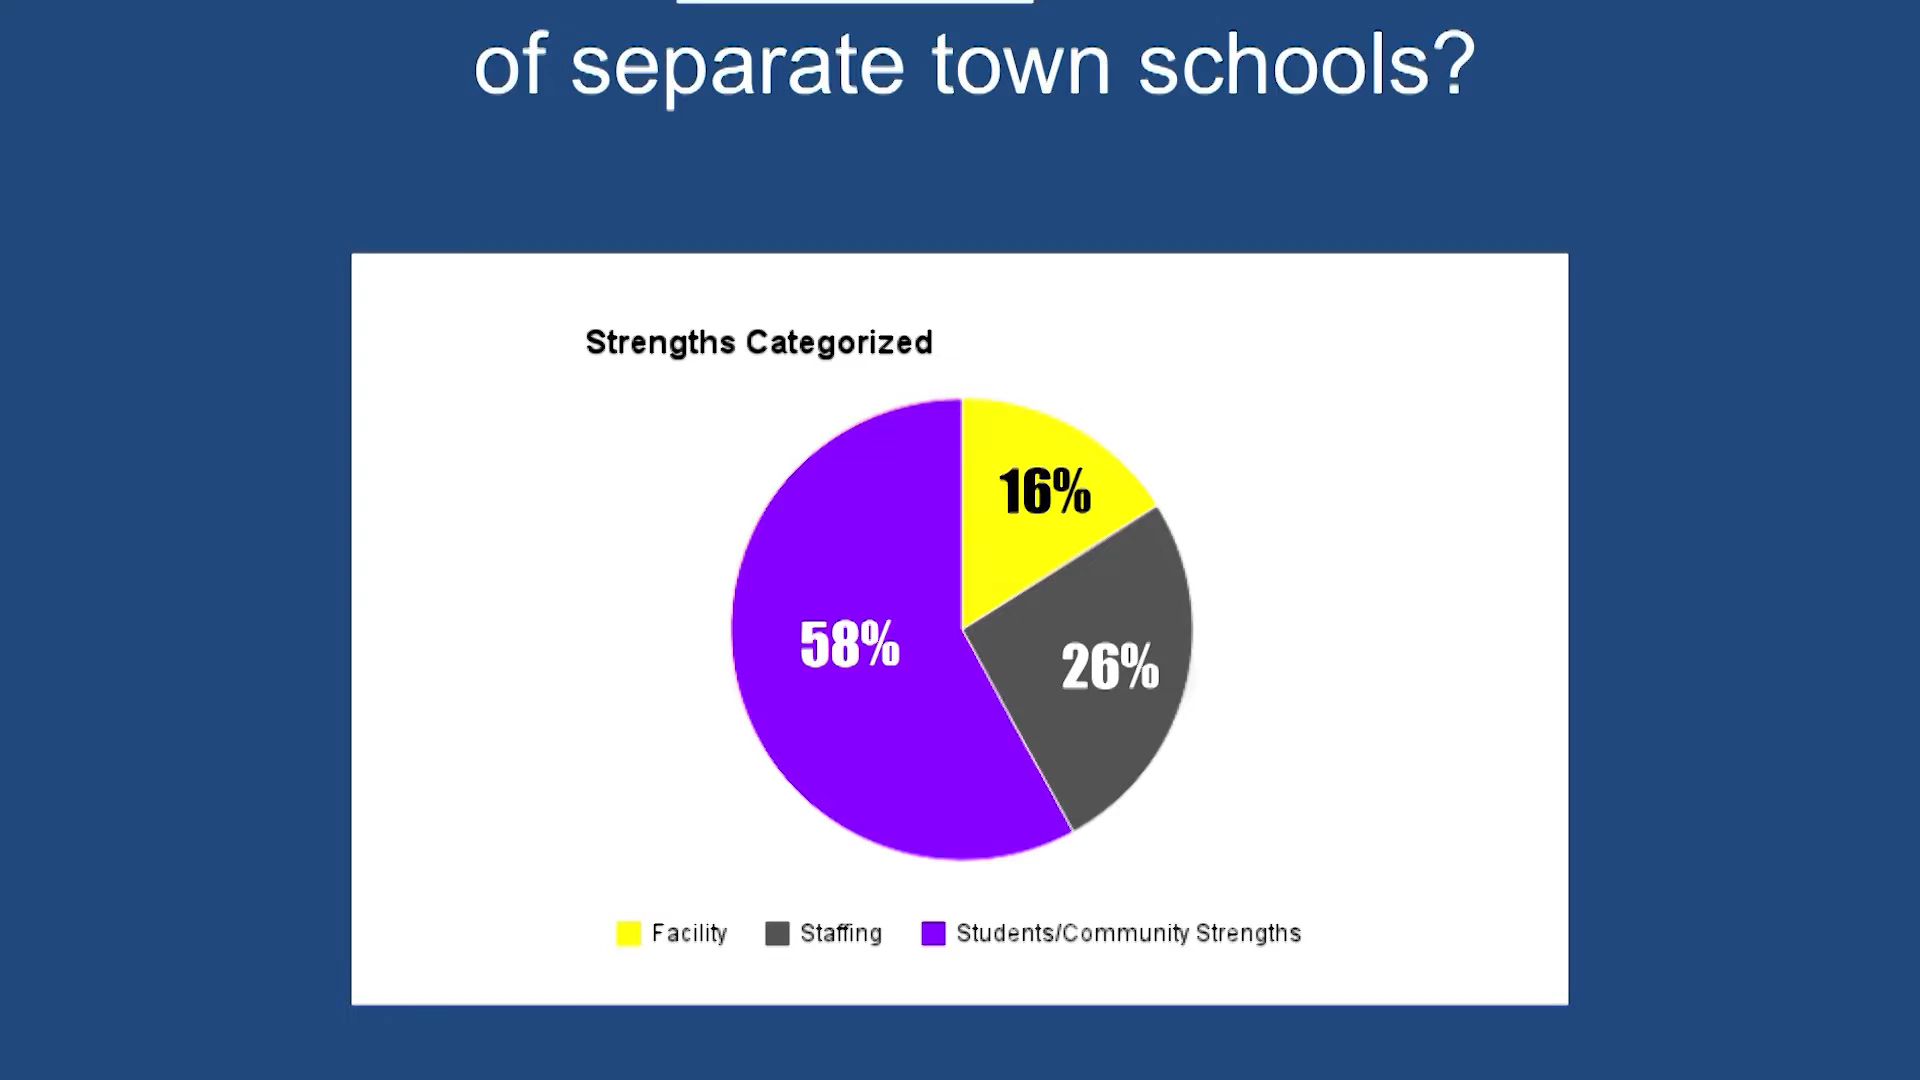 of separate town schools?
Strengths Categorized
16%
58%
26%
Facility Staffing Students/Community Strengths